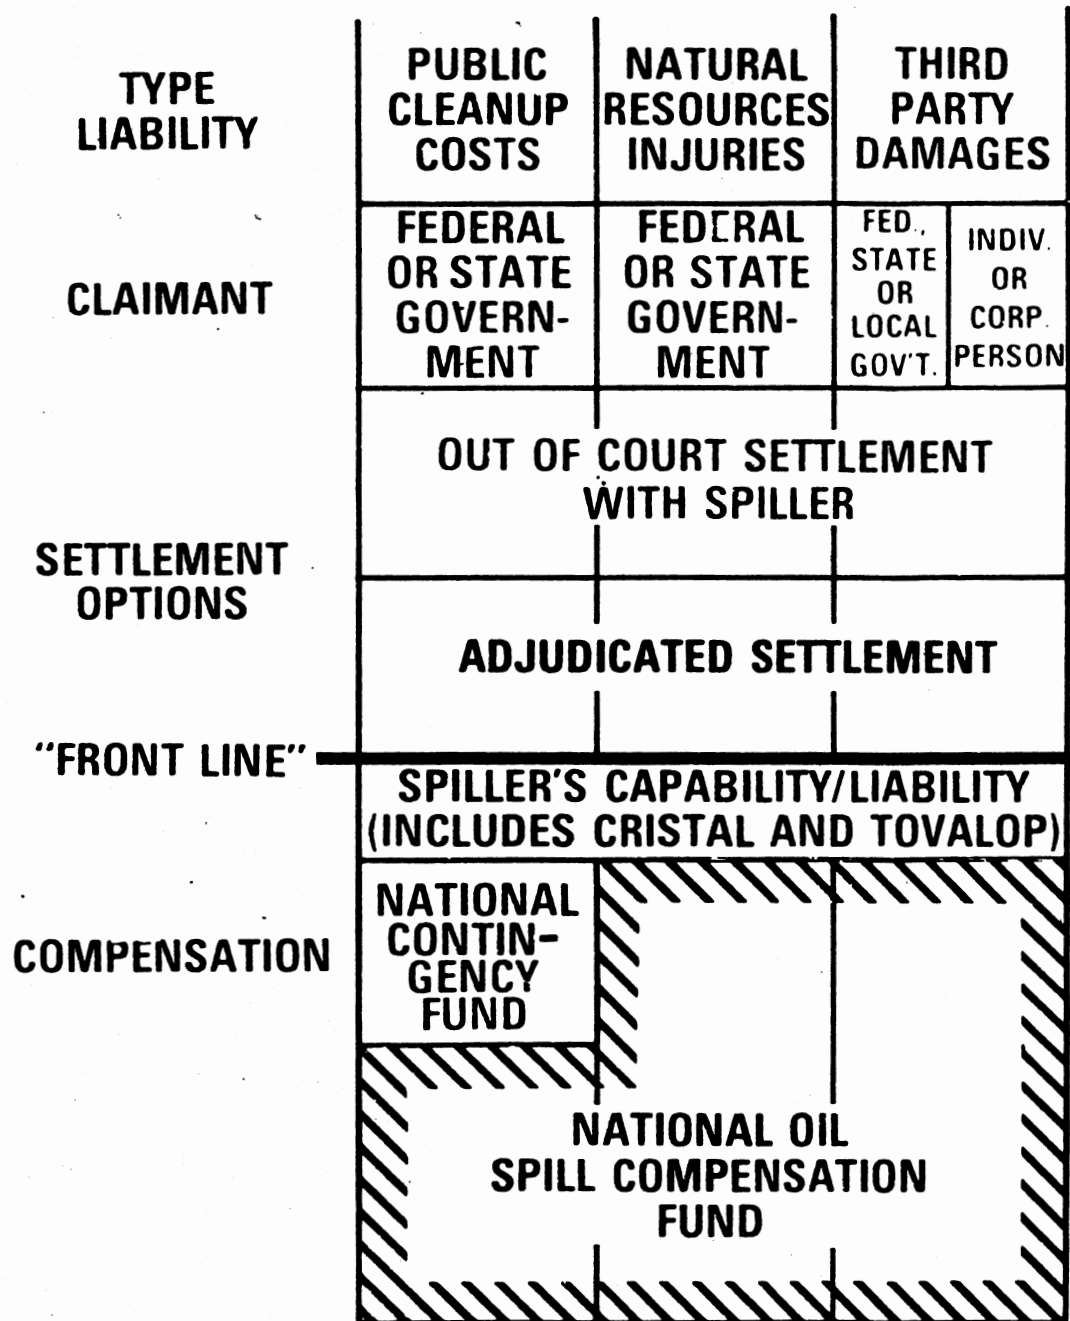 TYPE
LIABILITY
PUBLIC
CLEANUP
COSTS
NATURAL
RESOURCES
INJURIES
THIRD
PARTY
DAMAGES
CLAIMANT
FEDERAL
OR STATE
GOVERN-
MENT
FEDERAL
OR STATE
GOVERN-
MENT
FED.,
STATE
OR
LOCAL
GOV'T.
INDIV.
OR
CORP.
PERSON
SETTLEMENT
OPTIONS
OUT OF COURT SETTLEMENT
WITH SPILLER
ADJUDICATED SETTLEMENT
"FRONT LINE"
SPILLER'S CAPABILITY/LIABILITY
(INCLUDES CRISTAL AND TOVALOP)
COMPENSATION
NATIONAL
CONTIN-
GENCY
FUND
NATIONAL OIL
SPILL COMPENSATION
FUND